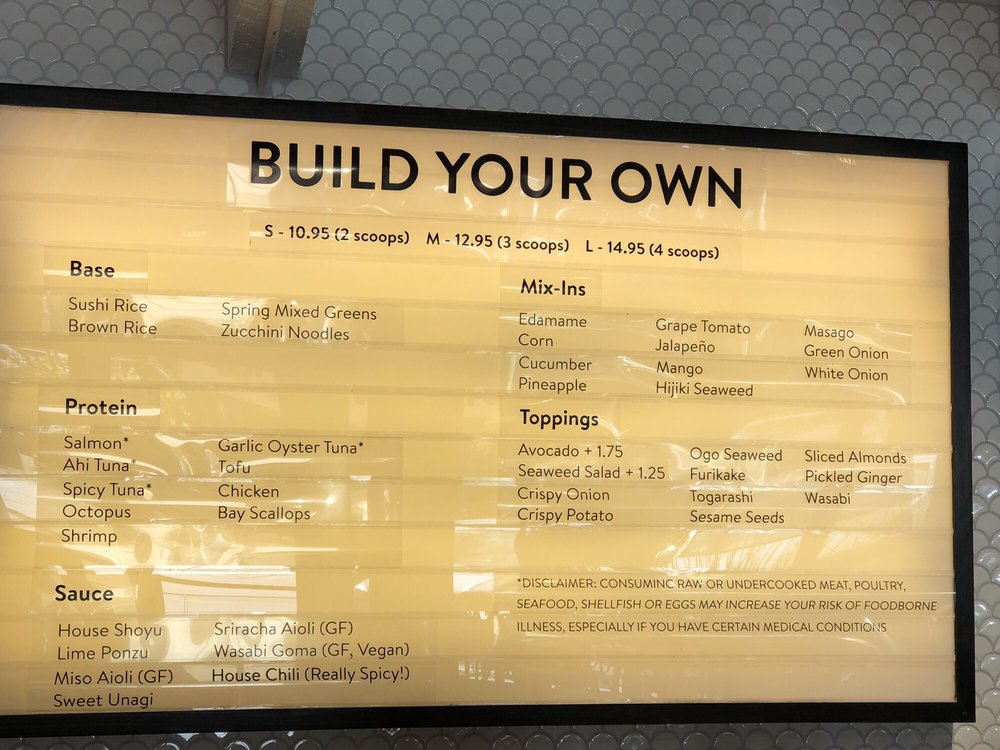 BUILD YOUR OWN
S - 10.95 (2 scoops) M - 12.95 (3 scoops) L - 14.95 (4 scoops)
Base
Sushi Rice
Brown Rice
Spring Mixed Greens
Zucchini Noodles
Protein
Salmon*
Ahi Tuna*
Spicy Tuna*
Octopus
Shrimp
Garlic Oyster Tuna*
Tofu
Chicken
Bay Scallops
Sauce
House Shoyu
Lime Ponzu
Miso Aioli (GF)
Sweet Unagi
Sriracha Aioli (GF)
Wasabi Goma (GF, Vegan)
House Chili (Really Spicy!)
Mix-Ins
Edamame
Corn
Cucumber
Pineapple
Grape Tomato
Jalapeño
Mango
Hijiki Seaweed
Masago
Green Onion
White Onion
Toppings
Avocado + 1.75
Seaweed Salad + 1.25
Crispy Onion
Crispy Potato
Ogo Seaweed
Furikake
Togarashi
Sesame Seeds
Sliced Almonds
Pickled Ginger
Wasabi
*DISCLAIMER: CONSUMING RAW OR UNDERCOOKED MEAT, POULTRY,
SEAFOOD, SHELLFISH OR EGGS MAY INCREASE YOUR RISK OF FOODBORNE
ILLNESS, ESPECIALLY IF YOU HAVE CERTAIN MEDICAL CONDITIONS